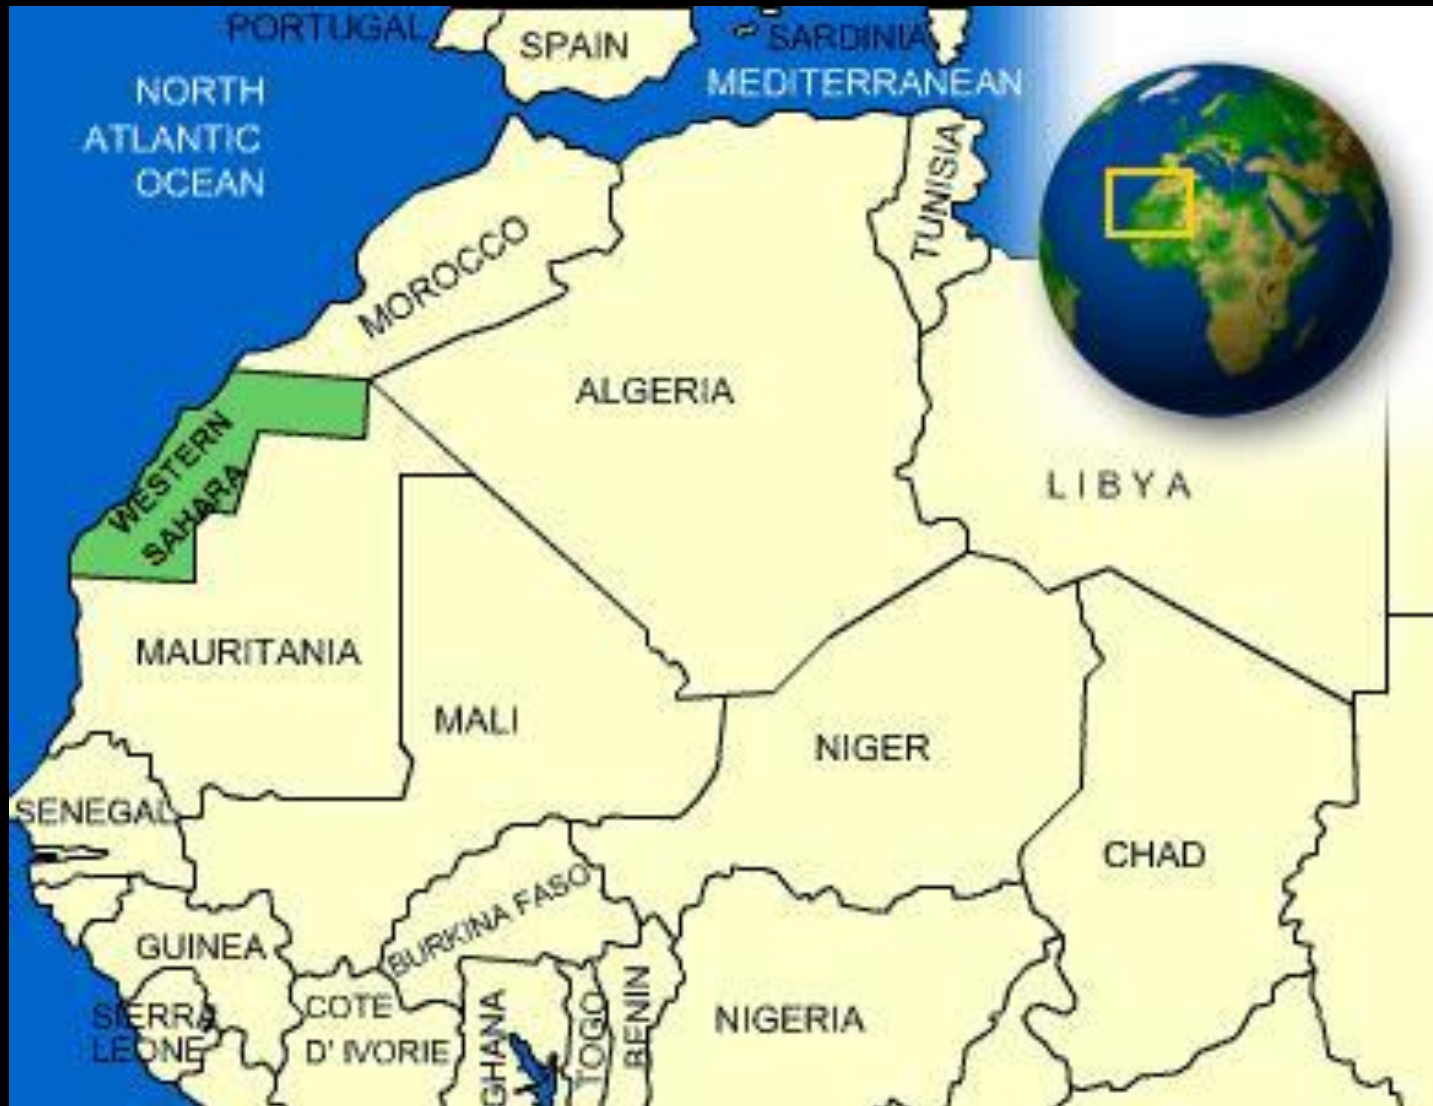 PORTUGAL
SPAIN
SARDINIA
MEDITERRANEAN
NORTH
ATLANTIC
OCEAN
TUNISIA
MOROCCO
ALGERIA
LIBYA
WESTERN
SAHARA
MAURITANIA
MALI
NIGER
SENEGAL
CHAD
BURKINA FASO
GUINEA
SIERRA
LEONE
COTE
D' IVORIE
GHANA
TOGO
BENIN
NIGERIA